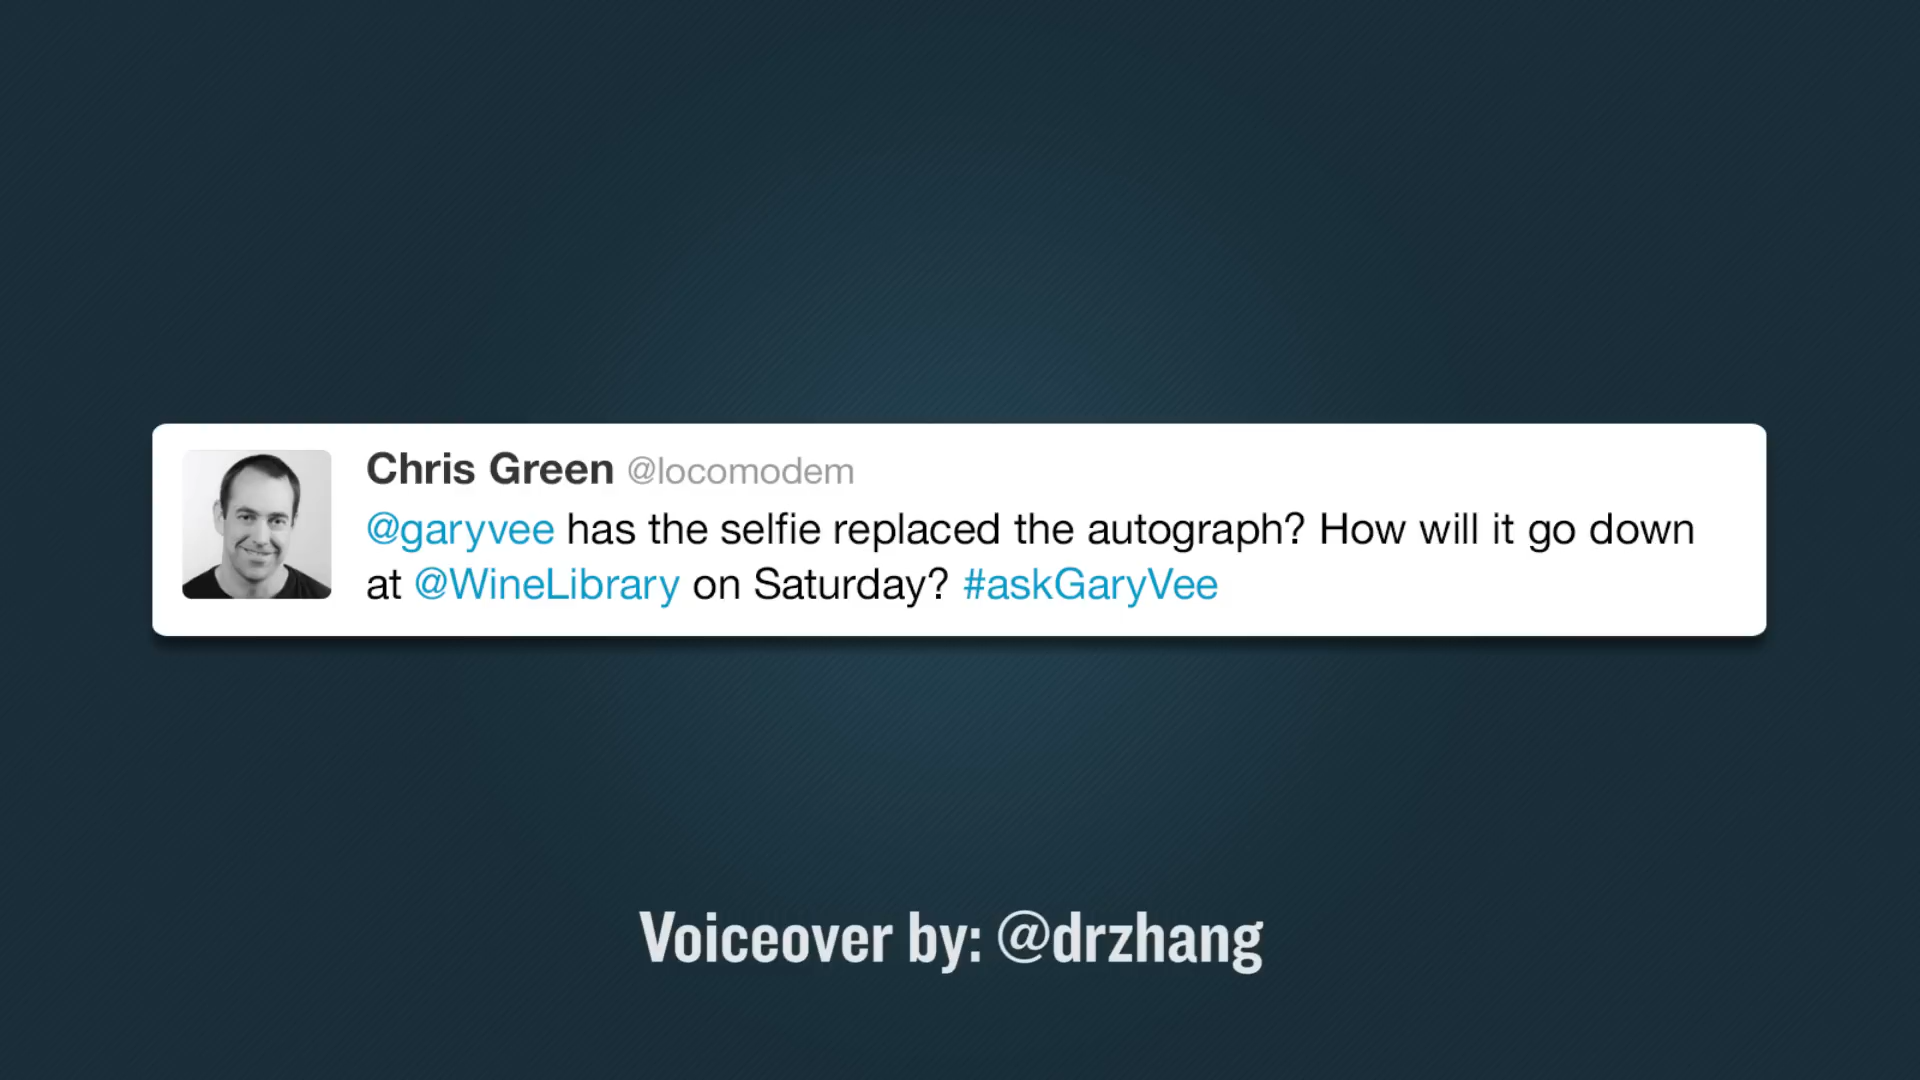 Chris Green @locomodem
@garyvee has the selfie replaced the autograph? How will it go down
at @WineLibrary on Saturday? #askGaryVee
Voiceover by: @drzhang